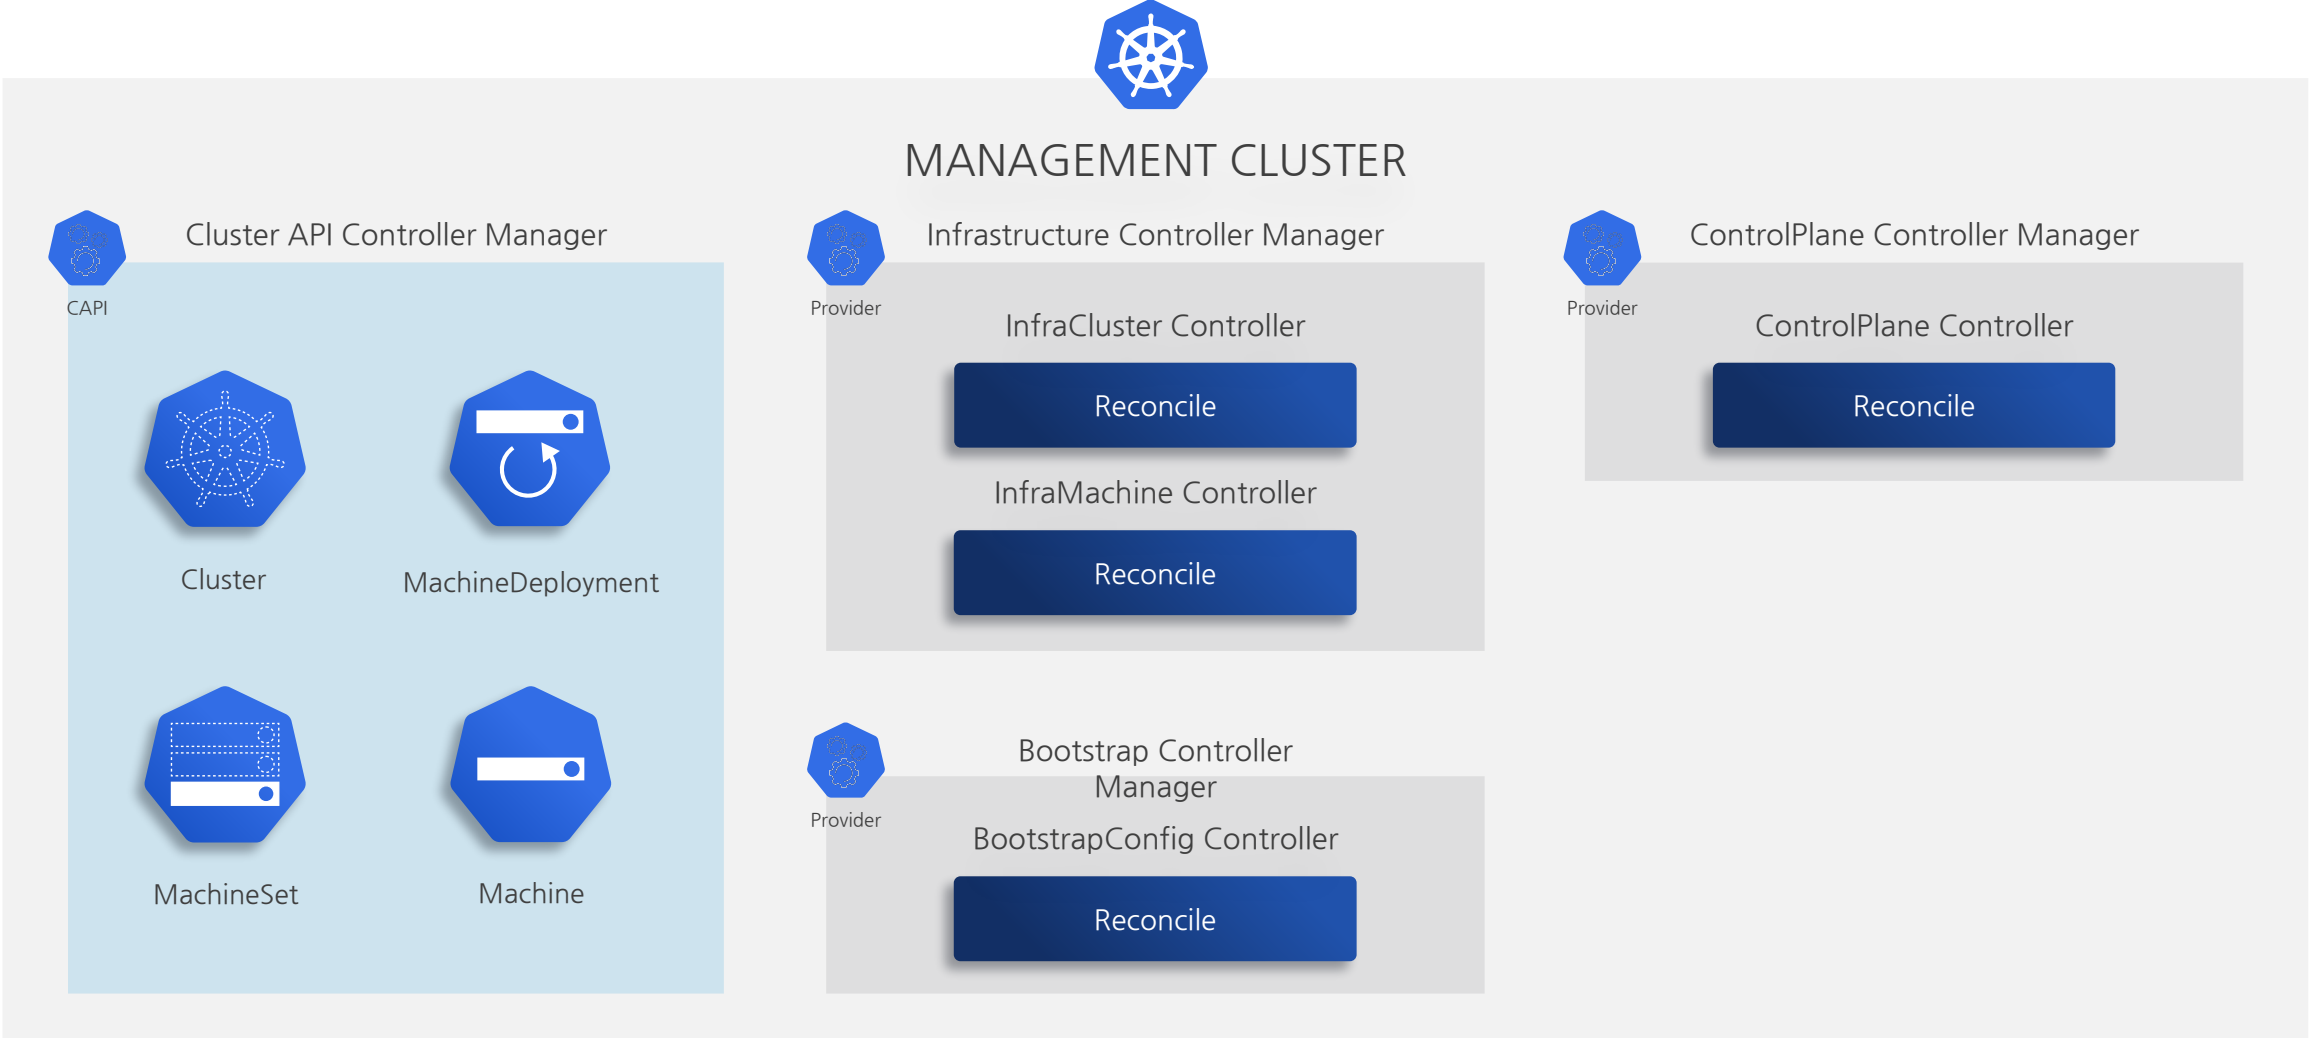 MANAGEMENT CLUSTER
Cluster API Controller Manager
CAPI
Cluster
MachineDeployment
MachineSet
Machine
Infrastructure Controller Manager
Provider
InfraCluster Controller
Reconcile
InfraMachine Controller
Reconcile
Bootstrap Controller
Manager
Provider
BootstrapConfig Controller
Reconcile
ControlPlane Controller Manager
Provider
ControlPlane Controller
Reconcile